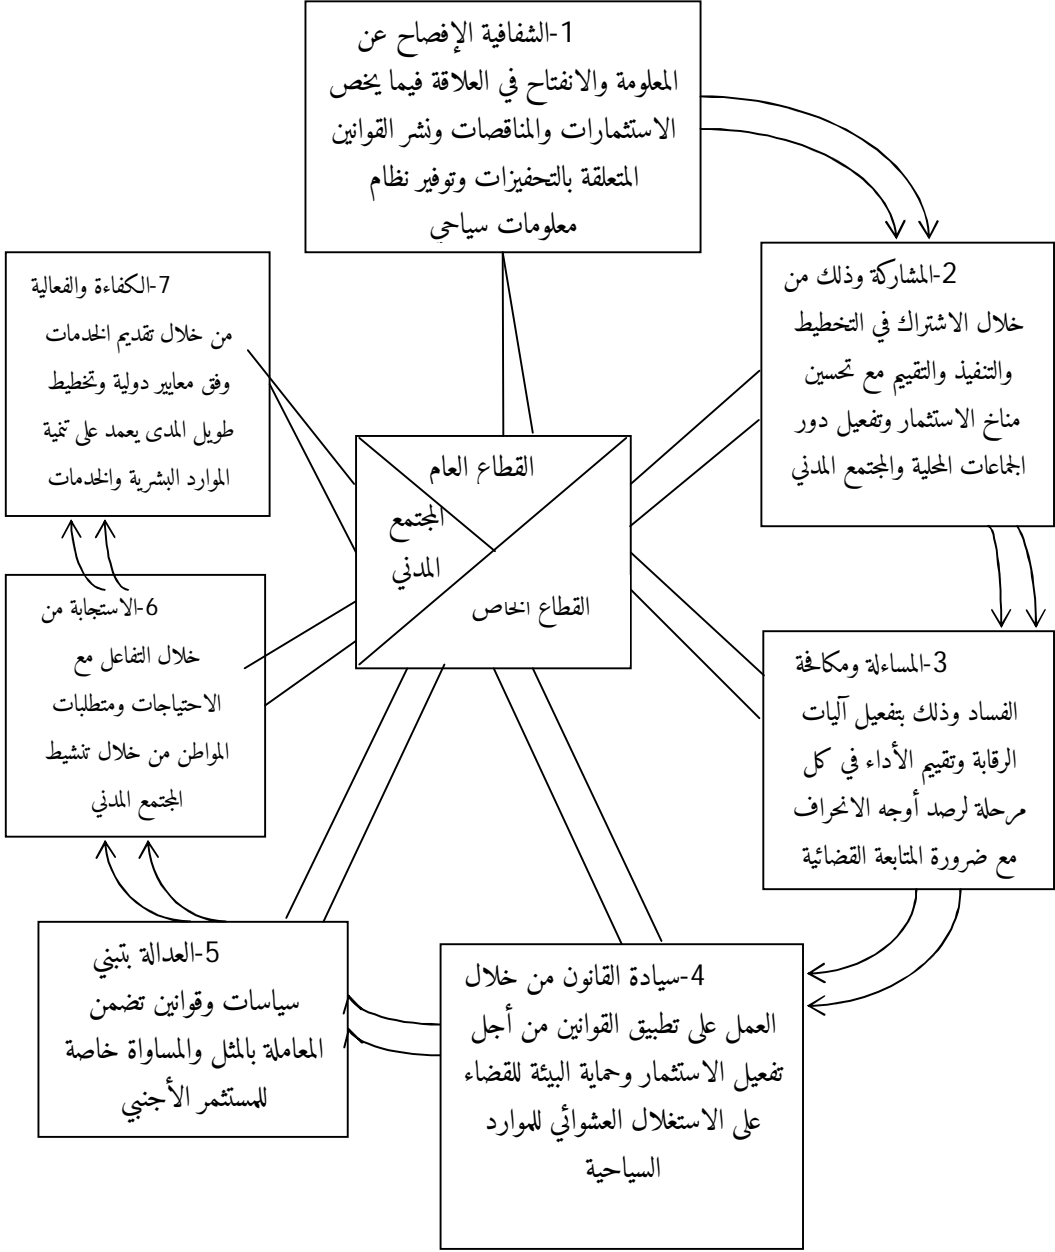 1-الشفافية الإفصاح عن
المعلومة والانفتاح في العلاقة فيما يخص
الاستثمارات والمناقصات ونشر القوانين
المتعلقة بالتحفيزات وتوفير نظام
معلومات سياحي
2-المشاركة وذلك من
خلال الاشتراك في التخطيط
والتنفيذ والتقييم مع تحسين
مناخ الاستثمار وتفعيل دور
الجماعات المحلية والمجتمع المدني
3-المساءلة ومكافحة
الفساد وذلك بتفعيل آليات
الرقابة وتقييم الأداء في كل
مرحلة لرصد أوجه الانحراف
مع ضرورة المتابعة القضائية
4-سيادة القانون من خلال
العمل على تطبيق القوانين من أجل
تفعيل الاستثمار وحماية البيئة للقضاء
على الاستغلال العشوائي للموارد
السياحية
5-العدالة بتبني
سياسات وقوانين تضمن
المعاملة بالمثل والمساواة خاصة
للمستثمر الأجنبي
6-الاستجابة من
خلال التفاعل مع
الاحتياجات ومتطلبات
المواطن من خلال تنشيط
المجتمع المدني
7-الكفاءة والفعالية
من خلال تقديم الخدمات
وفق معايير دولية وتخطيط
طويل المدى يعمد على تنمية
الموارد البشرية والخدمات
القطاع العام
المجتمع
المدني
القطاع الخاص